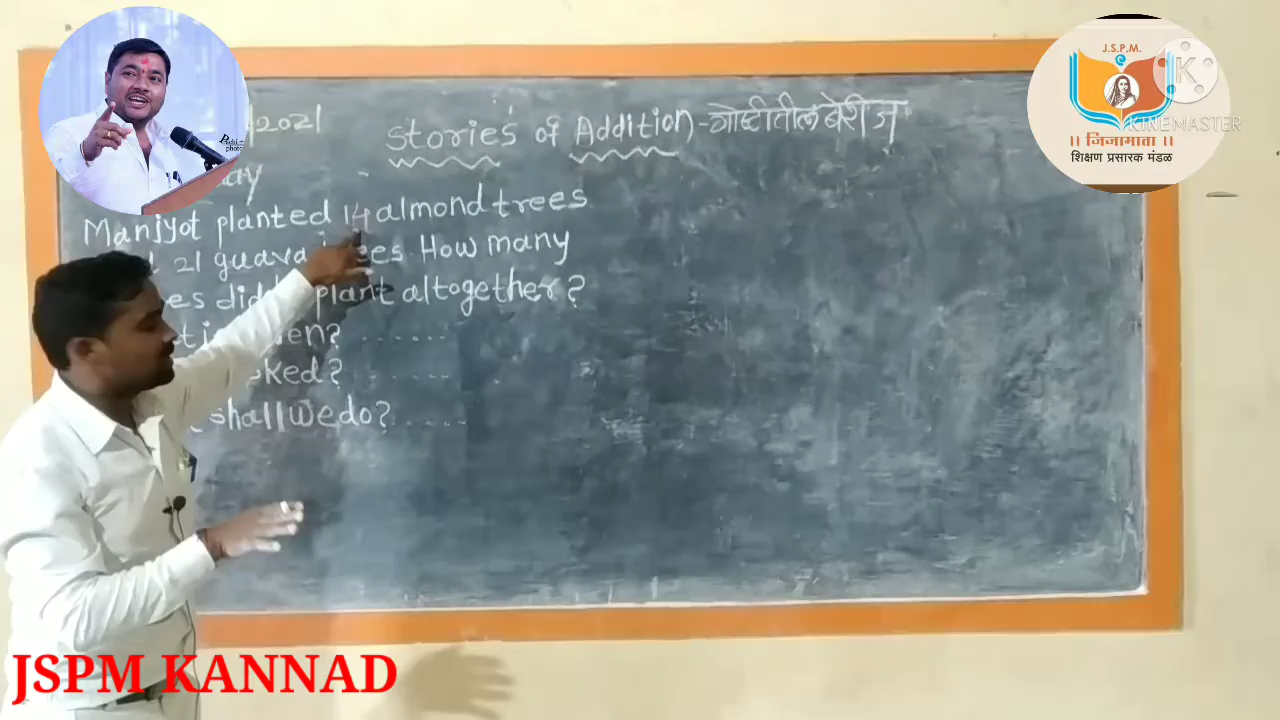 J.S.P.M.
॥ जिजामाता ॥
शिक्षण प्रसारक मंडळ
KINEMASTER
2021
Stories of Addition - गोष्टीतील बेरीज
Manjyot planted 14 almond trees
21 guava How many
plant altogether?
......
......
shall we do? .....
JSPM KANNAD